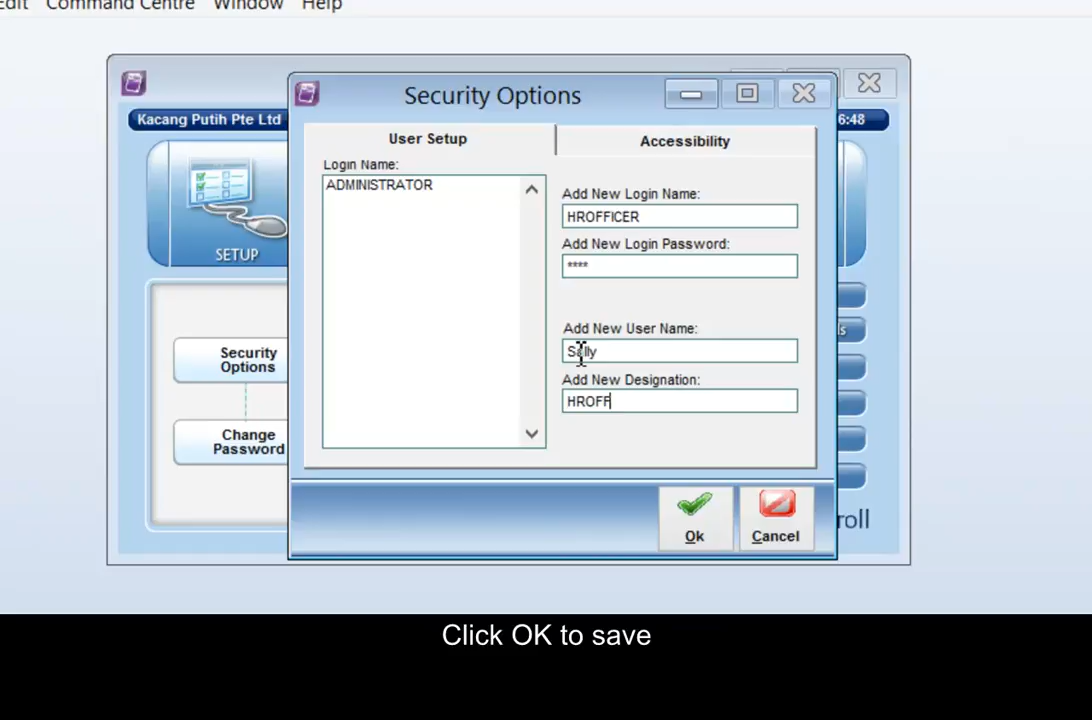 Edit Command Centre Window Help
Security Options
Kacang Putih Pte Ltd
6:48
User Setup
Accessibility
Login Name:
ADMINISTRATOR
Add New Login Name:
HROFFICER
Add New Login Password:
****
SETUP
Add New User Name:
Sally
Security
Options
Add New Designation:
HROFF
Change
Password
Ok
Cancel
roll
Click OK to save